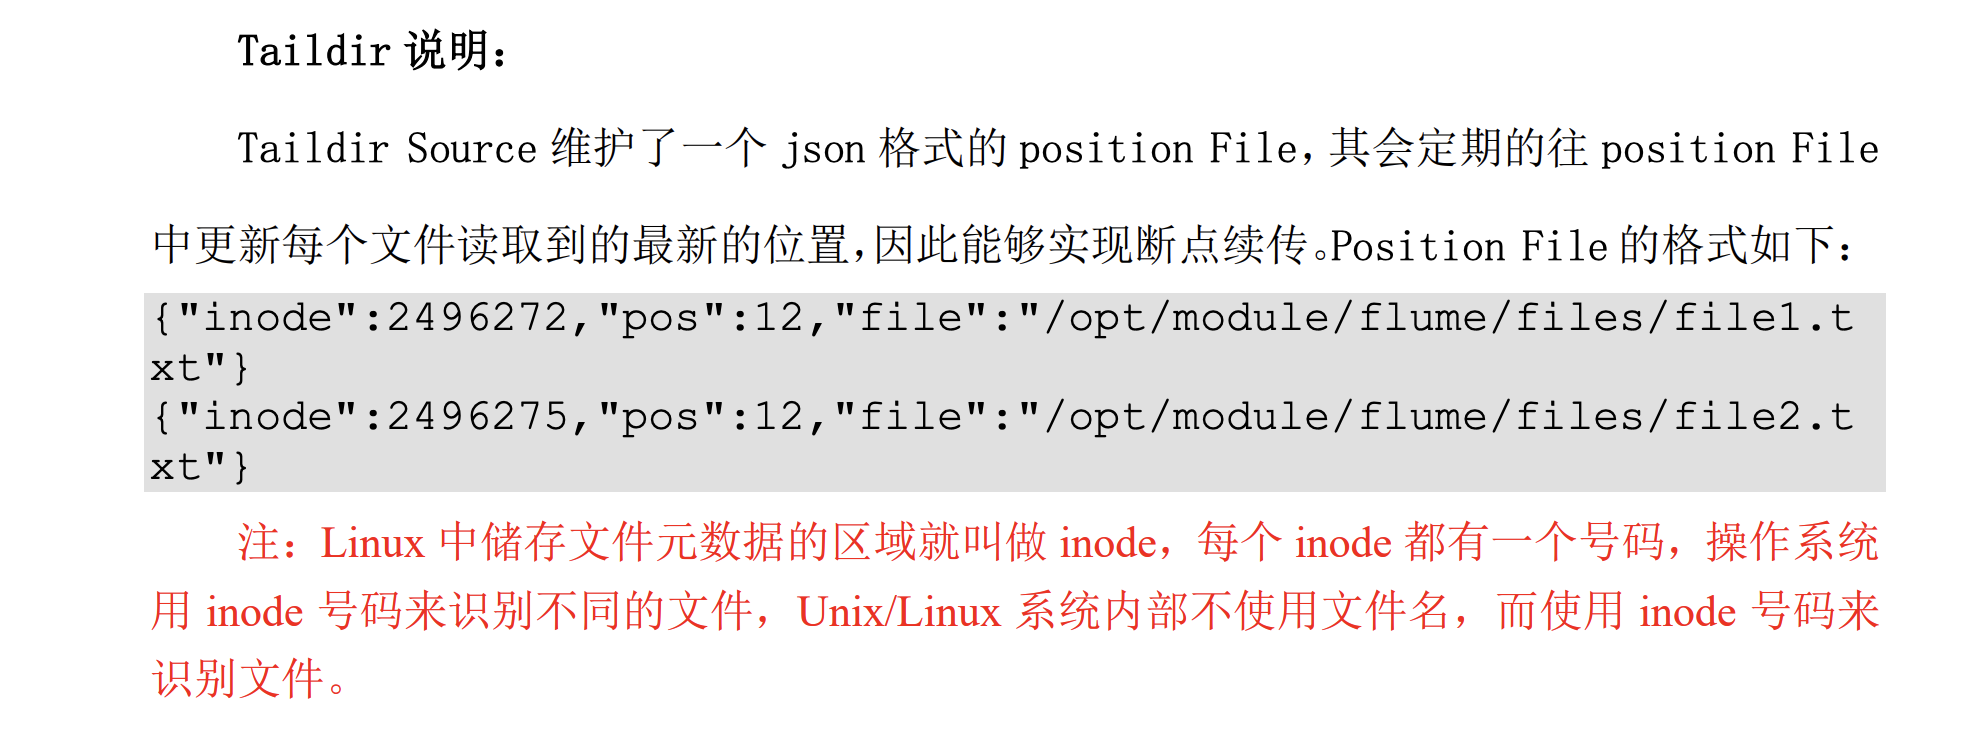 Taildir 说明：
Taildir Source 维护了一个 json 格式的 position File，其会定期的往 position File
中更新每个文件读取到的最新的位置，因此能够实现断点续传。Position File 的格式如下：
{"inode":2496272,"pos":12,"file":"/opt/module/flume/files/file1.t
xt"}
{"inode":2496275,"pos":12,"file":"/opt/module/flume/files/file2.t
xt"}
注：Linux 中储存文件元数据的区域就叫做 inode，每个 inode 都有一个号码，操作系统
用 inode 号码来识别不同的文件，Unix/Linux 系统内部不使用文件名，而使用 inode 号码来
识别文件。